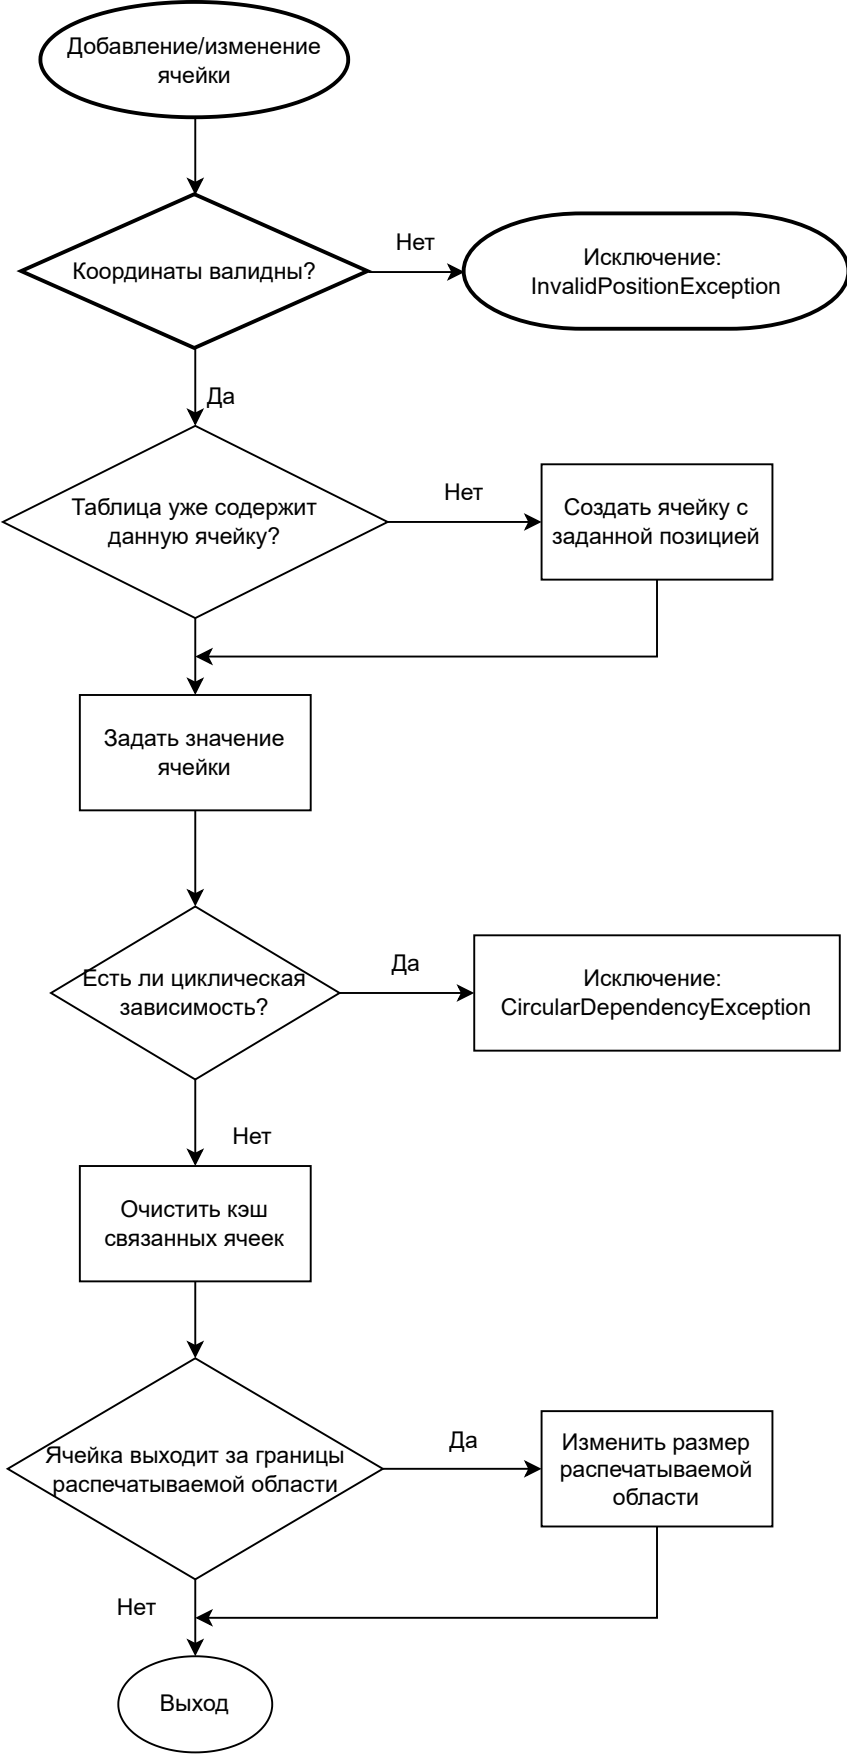 Добавление/изменение
ячейки
Координаты валидны?
Нет
Исключение:
InvalidPositionException
Да
Таблица уже содержит
данную ячейку?
Нет
Создать ячейку с
заданной позицией
Задать значение
ячейки
Есть ли циклическая
зависимость?
Да
Исключение:
CircularDependencyException
Нет
Очистить кэш
связанных ячеек
Ячейка выходит за границы
распечатываемой области
Да
Изменить размер
распечатываемой
области
Нет
Выход